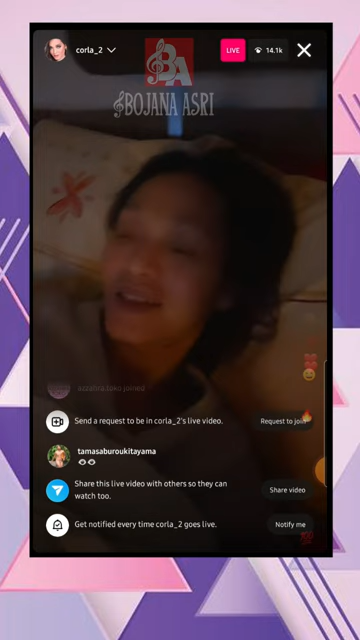 corla_2
LIVE
14.1k
BA
BOJANA ASRI
azzahra.toko joined
Send a request to be in corla_2's live video.
Request to join
tamasaburoukitayama
👀
Share this live video with others so they can
watch too.
Share video
Get notified every time corla_2 goes live.
Notify me
💯